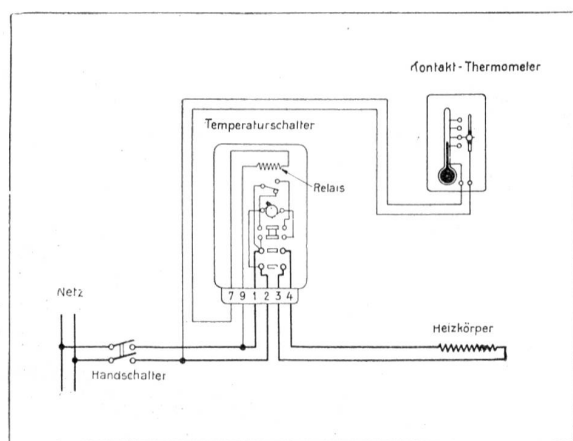 Kontakt-Thermometer
Temperaturschalter
Relais
7 9 1 2 3 4
Netz
Heizkörper
Handschalter